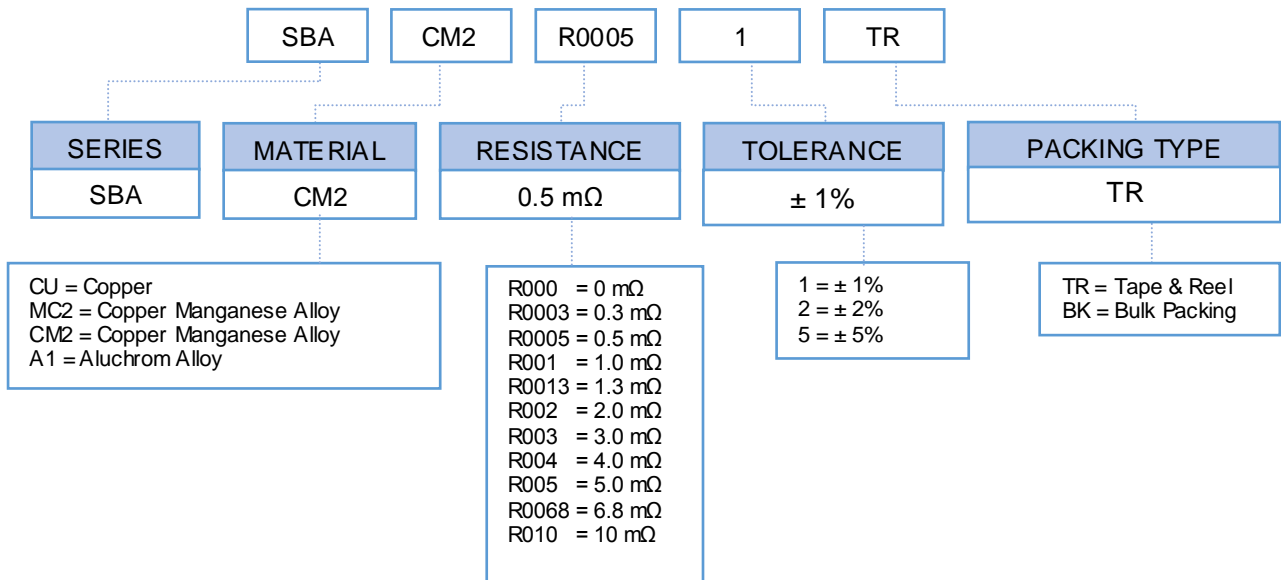 SBA CM2 R0005 1 TR
SERIES MATERIAL RESISTANCE TOLERANCE PACKING TYPE
SBA CM2 0.5 mΩ ± 1% TR
CU = Copper
MC2 = Copper Manganese Alloy
CM2 = Copper Manganese Alloy
A1 = Aluchrom Alloy
R000 = 0 mΩ
R0003 = 0.3 mΩ
R0005 = 0.5 mΩ
R001 = 1.0 mΩ
R0013 = 1.3 mΩ
R002 = 2.0 mΩ
R003 = 3.0 mΩ
R004 = 4.0 mΩ
R005 = 5.0 mΩ
R0068 = 6.8 mΩ
R010 = 10 mΩ
1 = ± 1%
2 = ± 2%
5 = ± 5%
TR = Tape & Reel
BK = Bulk Packing